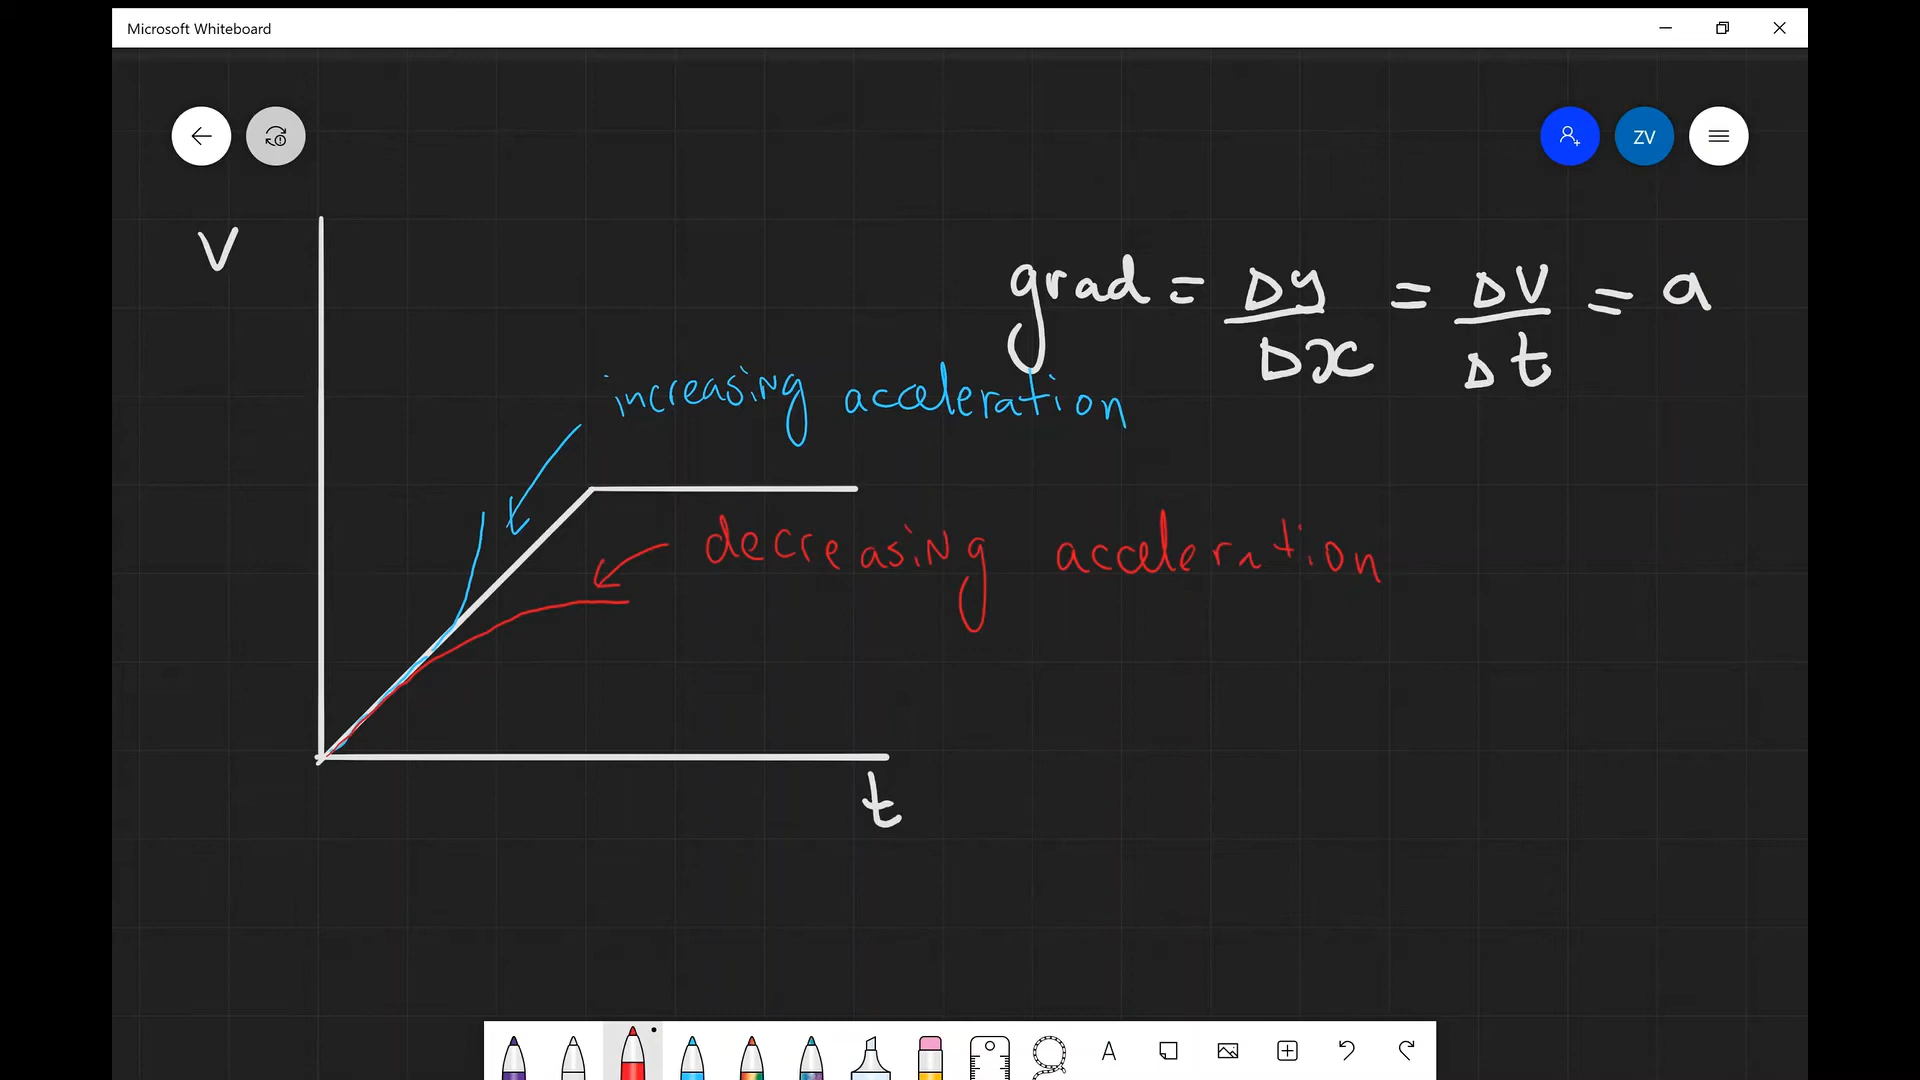 Microsoft Whiteboard
ZV
V
grad = Δy/Δx = ΔV/Δt = a
increasing acceleration
decreasing acceleration
t
A